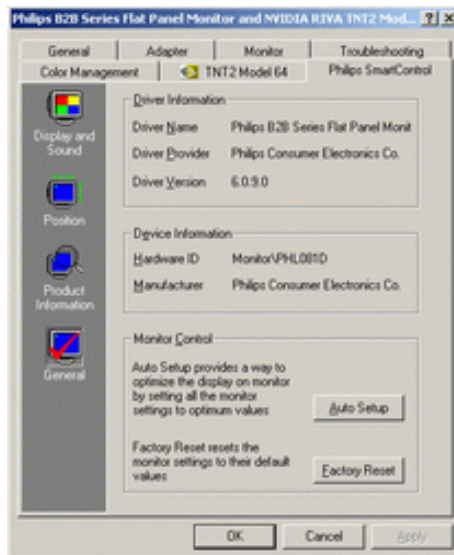 Philips B2B Series Flat Panel Monitor and NVIDIA RIVA TNT2 Mod...
General Adapter Monitor Troubleshooting
Color Management TNT2 Model 64 Philips SmartControl
Display and
Sound
Position
Product
Information
General
Driver Information
Driver Name Philips B2B Series Flat Panel Monit
Driver Provider Philips Consumer Electronics Co.
Driver Version 6.0.9.0
Device Information
Hardware ID Monitor\PHL081D
Manufacturer Philips Consumer Electronics Co.
Monitor Control
Auto Setup provides a way to
optimize the display on monitor
by setting all the monitor
settings to optimum values
Auto Setup
Factory Reset resets the
monitor settings to their default
values
Factory Reset
OK Cancel Apply